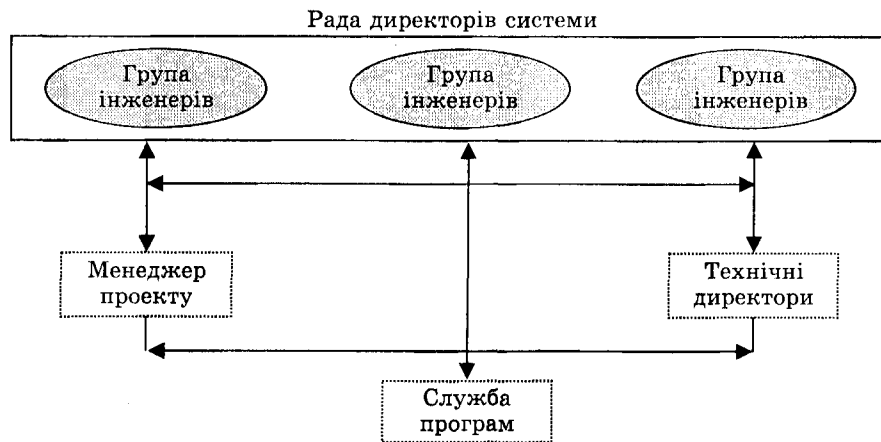 Рада директорів системи
Група
інженерів
Група
інженерів
Група
інженерів
Менеджер
проекту
Технічні
директори
Служба
програм